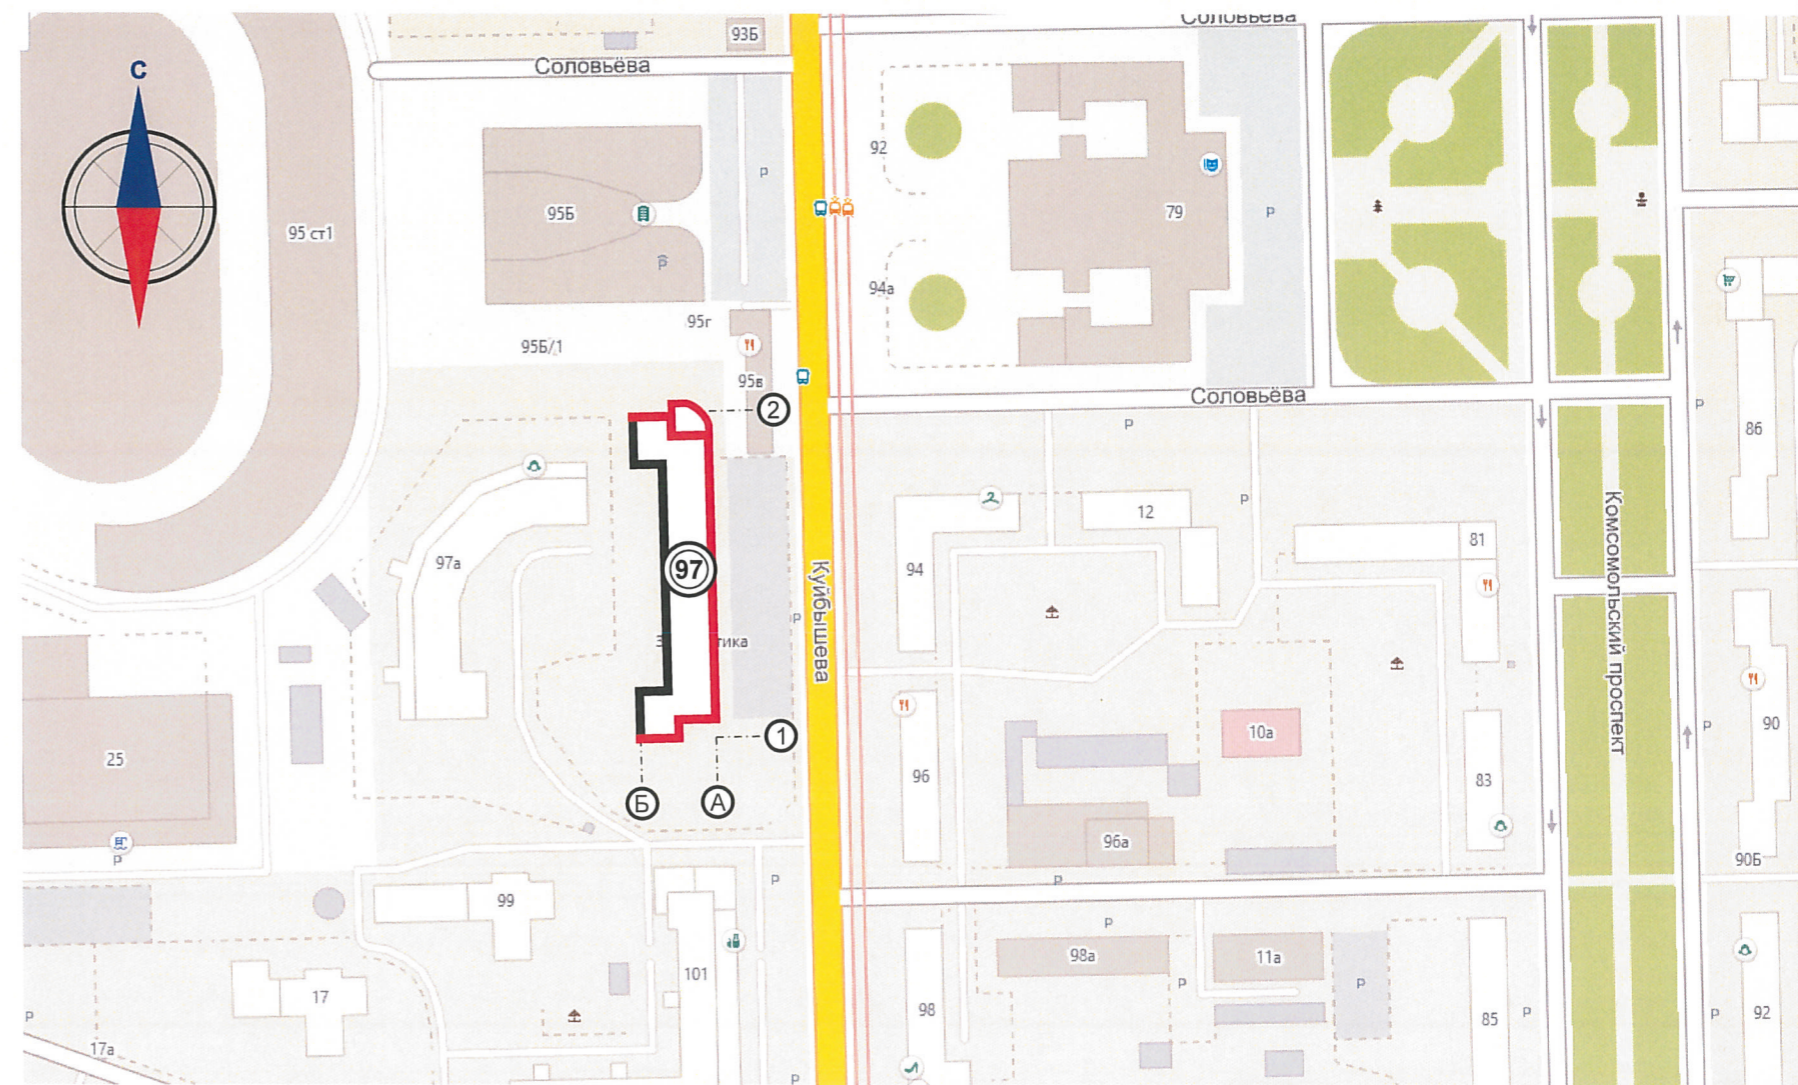 Соловьёва
93Б
Соловьёва
С
Р
92
95Б
79
Р
95 ст1
Р
94а
95г
95Б/1
95в
Соловьёва
2
Р
Р
86
Р
12
81
97а
97
94
Куйбышева
Комсомольский проспект
З
тика
Р
1
10а
90
Р
25
96
83
Б
А
96а
Р
90Б
Р
Р
99
Р
98а
11а
101
17
Р
Р
98
85
Р
Р
92
Р
17а
Р